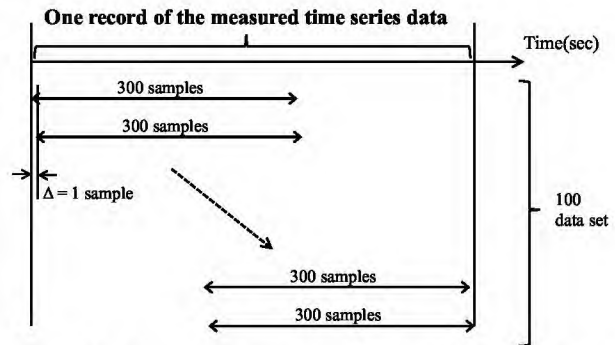 One record of the measured time series data
Time(sec)
300 samples
300 samples
Δ = 1 sample
100
data set
300 samples
300 samples